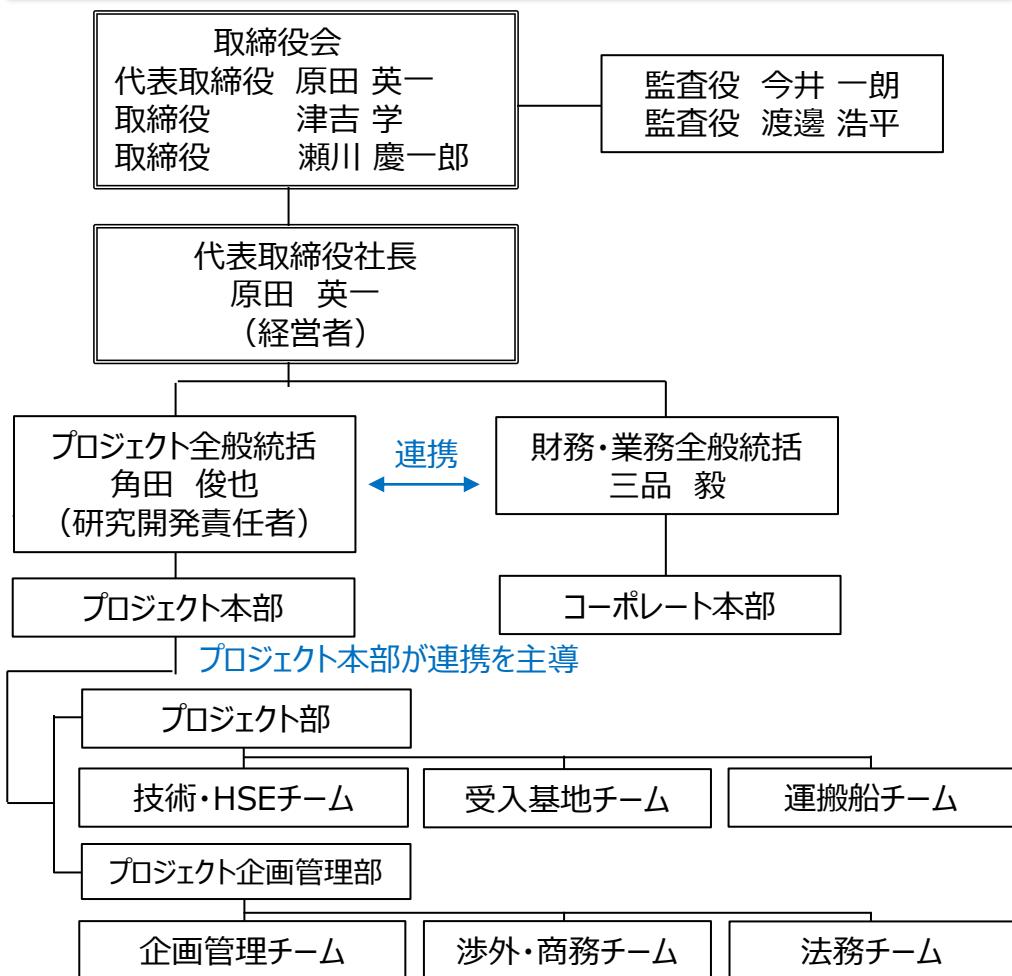 取締役会
代表取締役 原田 英一
取締役 津吉 学
取締役 瀬川 慶一郎
監査役 今井 一朗
監査役 渡邊 浩平
代表取締役社長
原田 英一
（経営者）
プロジェクト全般統括
角田 俊也
（研究開発責任者）
連携
財務・業務全般統括
三品 毅
プロジェクト本部
コーポレート本部
プロジェクト本部が連携を主導
プロジェクト部
技術・HSEチーム
受入基地チーム
運搬船チーム
プロジェクト企画管理部
企画管理チーム
渉外・商務チーム
法務チーム